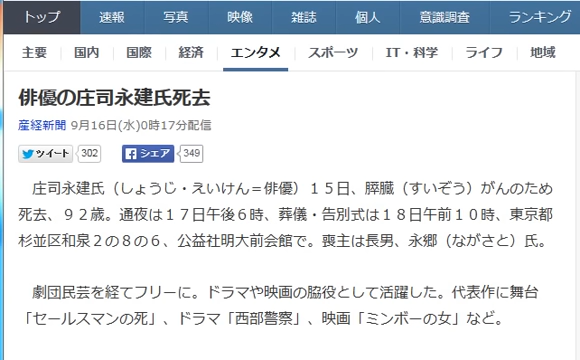 トップ 速報 写真 映像 雑誌 個人 意識調査 ランキング
主要 国内 国際 経済 エンタメ スポーツ IT・科学 ライフ 地域
俳優の庄司永建氏死去
産経新聞 9月16日(水)0時17分配信
ツイート 302 シェア 349
庄司永建氏（しょうじ・えいけん＝俳優）１５日、膵臓（すいぞう）がんのため
死去、９２歳。通夜は１７日午後６時、葬儀・告別式は１８日午前１０時、東京都
杉並区和泉２の８の６、公益社明大前会館で。喪主は長男、永郷（ながさと）氏。
劇団民芸を経てフリーに。ドラマや映画の脇役として活躍した。代表作に舞台
「セールスマンの死」、ドラマ「西部警察」、映画「ミンボーの女」など。